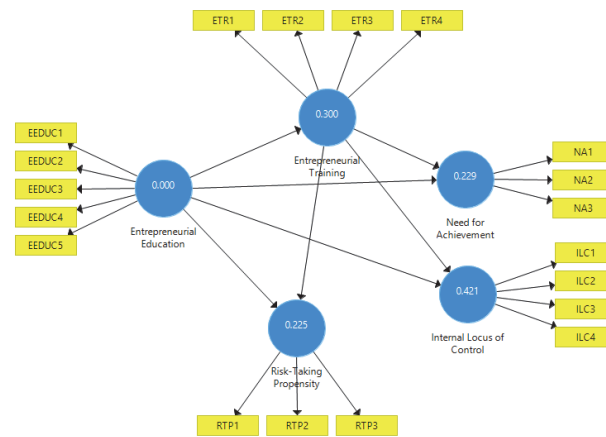 ETR1
ETR2
ETR3
ETR4
0.300
Entrepreneurial
Training
EEDUC1
EEDUC2
EEDUC3
EEDUC4
EEDUC5
0.000
Entrepreneurial
Education
NA1
NA2
NA3
0.229
Need for
Achievement
ILC1
ILC2
ILC3
ILC4
0.421
Internal Locus of
Control
0.225
Risk-Taking
Propensity
RTP1
RTP2
RTP3